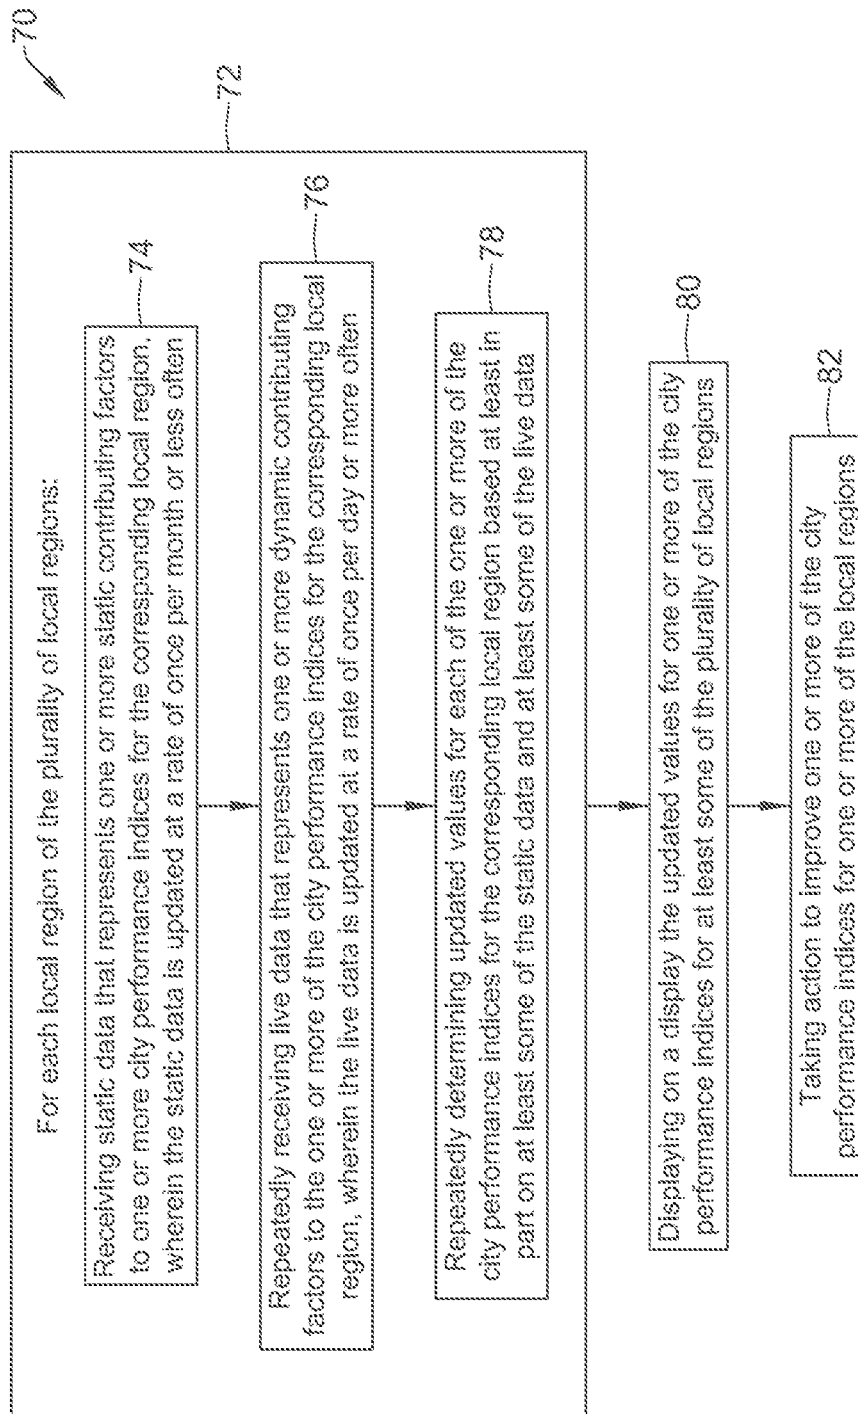 70
72
For each local region of the plurality of local regions:
74
Receiving static data that represents one or more static contributing factors
to one or more city performance indices for the corresponding local region,
wherein the static data is updated at a rate of once per month or less often
76
Repeatedly receiving live data that represents one or more dynamic contributing
factors to the one or more of the city performance indices for the corresponding local
region, wherein the live data is updated at a rate of once per day or more often
78
Repeatedly determining updated values for each of the one or more of the
city performance indices for the corresponding local region based at least in
part on at least some of the static data and at least some of the live data
80
Displaying on a display the updated values for one or more of the city
performance indices for at least some of the plurality of local regions
82
Taking action to improve one or more of the city
performance indices for one or more of the local regions